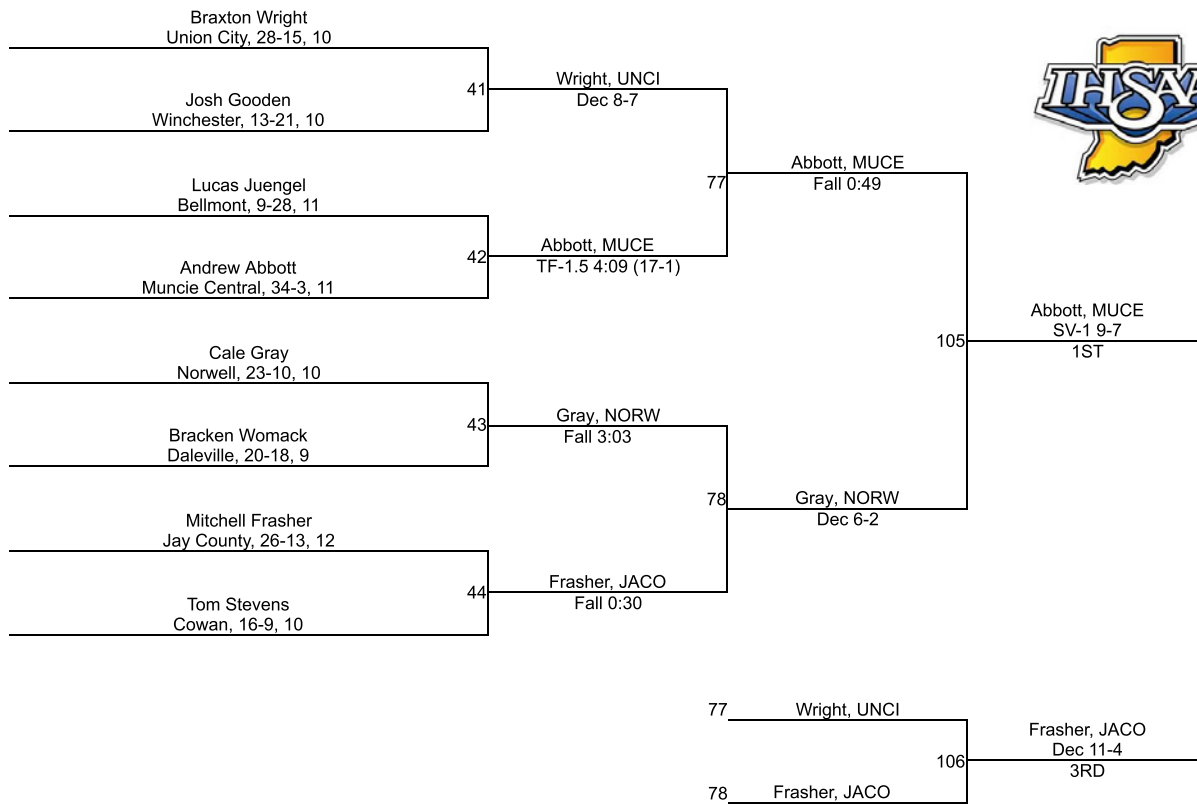 Braxton Wright
Union City, 28-15, 10
Josh Gooden
Winchester, 13-21, 10
41
Wright, UNCI
Dec 8-7
Lucas Juengel
Bellmont, 9-28, 11
Andrew Abbott
Muncie Central, 34-3, 11
42
Abbott, MUCE
TF-1.5 4:09 (17-1)
77
Abbott, MUCE
Fall 0:49
Cale Gray
Norwell, 23-10, 10
Bracken Womack
Daleville, 20-18, 9
43
Gray, NORW
Fall 3:03
Mitchell Frasher
Jay County, 26-13, 12
Tom Stevens
Cowan, 16-9, 10
44
Frasher, JACO
Fall 0:30
78
Gray, NORW
Dec 6-2
105
Abbott, MUCE
SV-1 9-7
1ST
77
Wright, UNCI
78
Frasher, JACO
106
Frasher, JACO
Dec 11-4
3RD
IHSAA